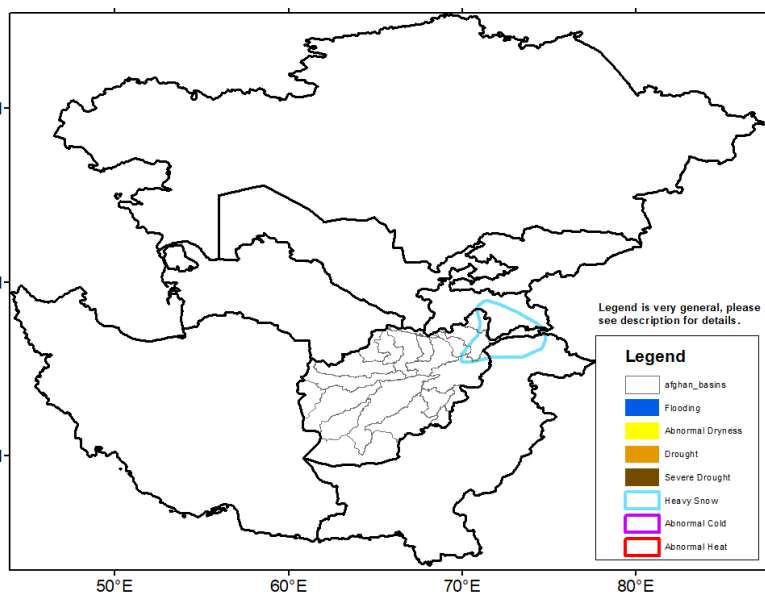 Legend is very general, please
see description for details.
Legend
afghan_basins
Flooding
Abnormal Dryness
Drought
Severe Drought
Heavy Snow
Abnormal Cold
Abnormal Heat
50°E 60°E 70°E 80°E